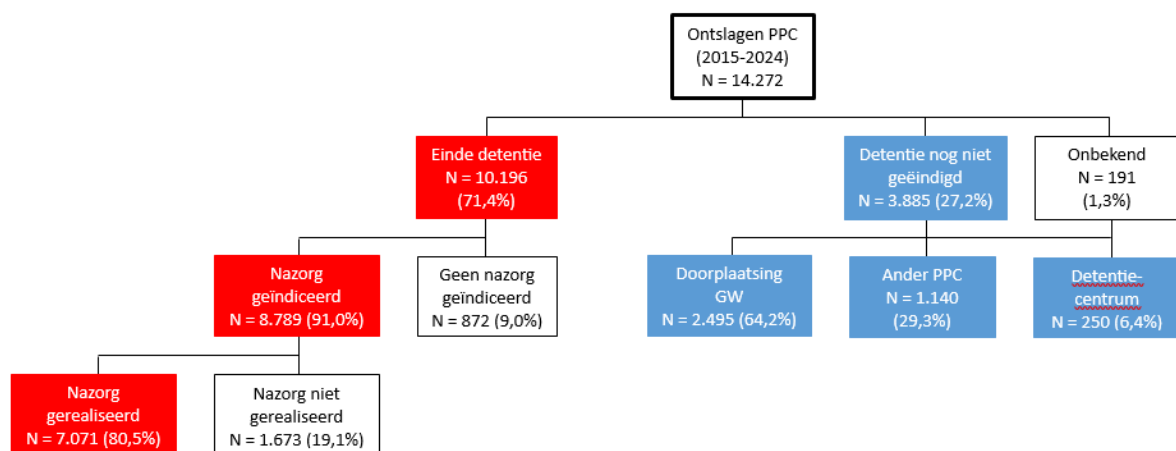 Ontslagen PPC
(2015-2024)
N = 14.272
Einde detentie
N = 10.196
(71,4%)
Detentie nog niet
geëindigd
N = 3.885 (27,2%)
Onbekend
N = 191
(1,3%)
Nazorg
geïndiceerd
N = 8.789 (91,0%)
Geen nazorg
geïndiceerd
N = 872 (9,0%)
Doorplaatsing
GW
N = 2.495 (64,2%)
Ander PPC
N = 1.140
(29,3%)
Detentie-
centrum
N = 250 (6,4%)
Nazorg
gerealiseerd
N = 7.071 (80,5%)
Nazorg niet
gerealiseerd
N = 1.673 (19,1%)